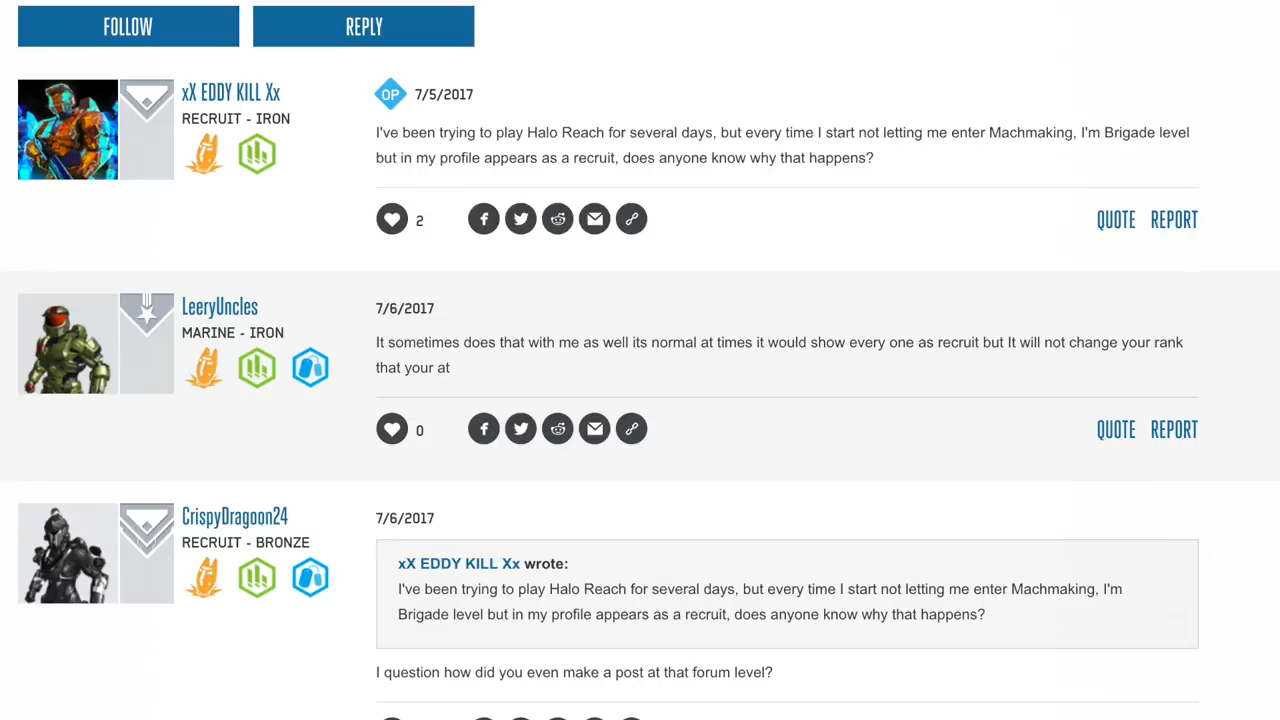 FOLLOW
REPLY
xX EDDY KILL Xx
RECRUIT - IRON
OP 7/5/2017
I've been trying to play Halo Reach for several days, but every time I start not letting me enter Machmaking, I'm Brigade level
but in my profile appears as a recruit, does anyone know why that happens?
2
QUOTE REPORT
LeeryUncles
MARINE - IRON
7/6/2017
It sometimes does that with me as well its normal at times it would show every one as recruit but It will not change your rank
that your at
0
QUOTE REPORT
CrispyDragoon24
RECRUIT - BRONZE
7/6/2017
xX EDDY KILL Xx wrote:
I've been trying to play Halo Reach for several days, but every time I start not letting me enter Machmaking, I'm
Brigade level but in my profile appears as a recruit, does anyone know why that happens?
I question how did you even make a post at that forum level?